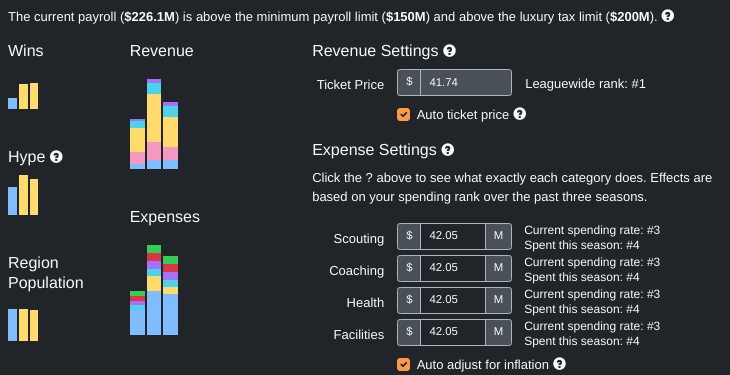 The current payroll ($226.1M) is above the minimum payroll limit ($150M) and above the luxury tax limit ($200M). ?
Wins
Hype ?
Region
Population
Revenue
Expenses
Revenue Settings ?
Ticket Price $ 41.74 Leaguewide rank: #1
Auto ticket price ?
Expense Settings ?
Click the ? above to see what exactly each category does. Effects are
based on your spending rank over the past three seasons.
Scouting $ 42.05 M Current spending rate: #3
Spent this season: #4
Coaching $ 42.05 M Current spending rate: #3
Spent this season: #4
Health $ 42.05 M Current spending rate: #3
Spent this season: #4
Facilities $ 42.05 M Current spending rate: #3
Spent this season: #4
Auto adjust for inflation ?